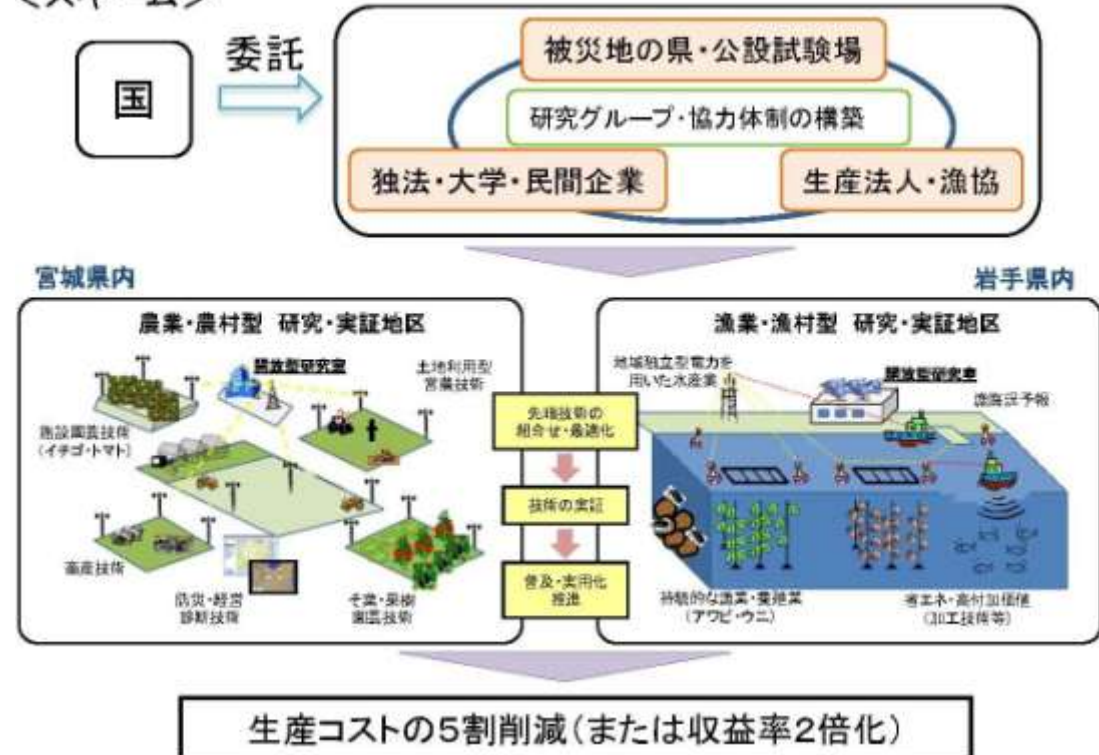 ＜スキーム＞
国
委託
被災地の県・公設試験場
研究グループ・協力体制の構築
独法・大学・民間企業
生産法人・漁協
宮城県内
岩手県内
農業・農村型 研究・実証地区
開放型研究室
土地利用型
営農技術
施設園芸技術
(イチゴ・トマト)
畜産技術
防災・経営
診断技術
そ菜・果樹
園芸技術
先端技術の
組合せ・最適化
技術の実証
普及・実用化
推進
漁業・漁村型 研究・実証地区
地域独立型電力を
用いた水産業
開放型研究室
漁海況予報
持続的な漁業・養殖業
(アワビ・ウニ)
省エネ・高付加価値
(加工技術等)
生産コストの５割削減(または収益率２倍化)